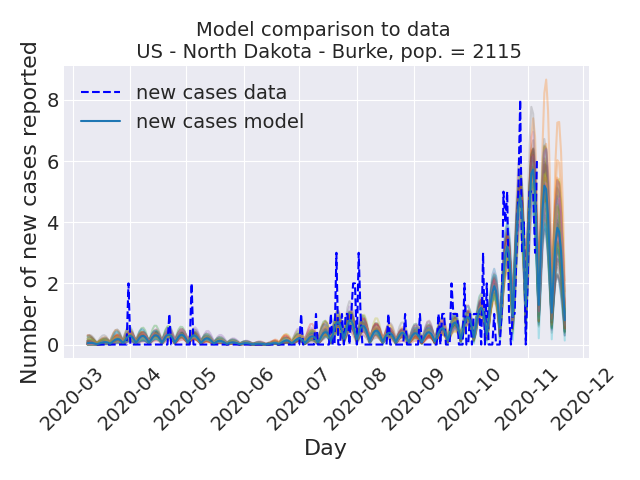 Model comparison to data
US - North Dakota - Burke, pop. = 2115
Number of new cases reported
8
6
4
2
0
new cases data
new cases model
2020-03
2020-04
2020-05
2020-06
2020-07
2020-08
2020-09
2020-10
2020-11
2020-12
Day